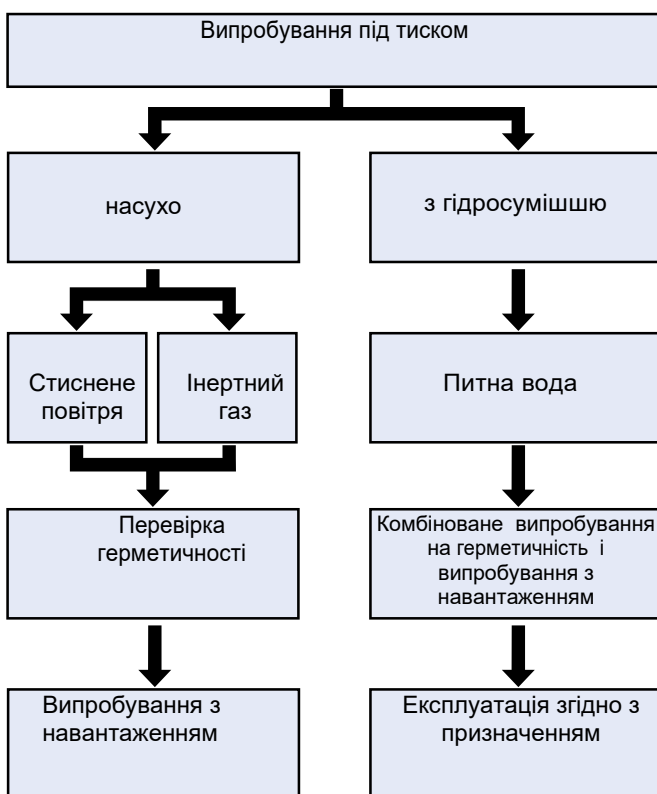 Випробування під тиском
насухо
з гідросумішшю
Стиснене
повітря
Інертний
газ
Питна вода
Перевірка
герметичності
Комбіноване випробування
на герметичність і
випробування з
навантаженням
Випробування з
навантаженням
Експлуатація згідно з
призначенням